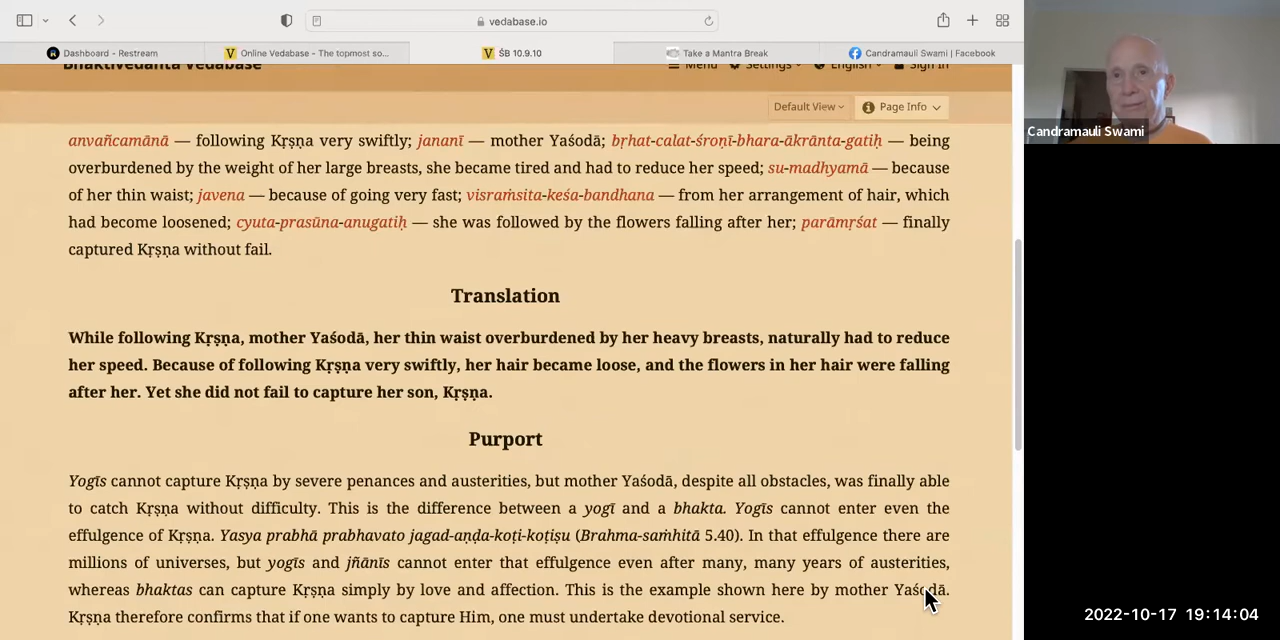 vedabase.io
Dashboard - Restream
Online Vedabase - The topmost so...
ŚB 10.9.10
Take a Mantra Break
Candramauli Swami | Facebook
Bhaktivedanta Vedabase
Menu Settings English Sign In
Default View
Page Info
Candramauli Swami
anvañcamānā — following Kṛṣṇa very swiftly; jananī — mother Yaśodā; bṛhat-calat-śroṇī-bhara-ākrānta-gatiḥ — being
overburdened by the weight of her large breasts, she became tired and had to reduce her speed; su-madhyamā — because
of her thin waist; javena — because of going very fast; visraṁsita-keśa-bandhana — from her arrangement of hair, which
had become loosened; cyuta-prasūna-anugatiḥ — she was followed by the flowers falling after her; parāmṛśat — finally
captured Kṛṣṇa without fail.
Translation
While following Kṛṣṇa, mother Yaśodā, her thin waist overburdened by her heavy breasts, naturally had to reduce
her speed. Because of following Kṛṣṇa very swiftly, her hair became loose, and the flowers in her hair were falling
after her. Yet she did not fail to capture her son, Kṛṣṇa.
Purport
Yogīs cannot capture Kṛṣṇa by severe penances and austerities, but mother Yaśodā, despite all obstacles, was finally able
to catch Kṛṣṇa without difficulty. This is the difference between a yogī and a bhakta. Yogīs cannot enter even the
effulgence of Kṛṣṇa. Yasya prabhā prabhavato jagad-aṇḍa-koṭi-koṭiṣu (Brahma-saṁhitā 5.40). In that effulgence there are
millions of universes, but yogīs and jñānīs cannot enter that effulgence even after many, many years of austerities,
whereas bhaktas can capture Kṛṣṇa simply by love and affection. This is the example shown here by mother Yaśodā.
Kṛṣṇa therefore confirms that if one wants to capture Him, one must undertake devotional service.
2022-10-17 19:14:04